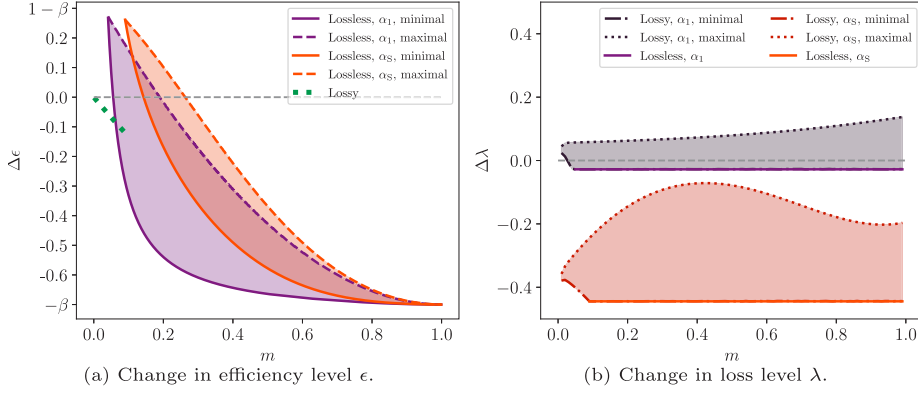 1 − β
0.2
0.1
0.0
-0.1
-0.2
-0.3
-0.4
-0.5
-0.6
−β
Δϵ
Lossless, α₁, minimal
Lossless, α₁, maximal
Lossless, αS, minimal
Lossless, αS, maximal
Lossy
0.0 0.2 0.4 0.6 0.8 1.0
m
(a) Change in efficiency level ϵ.
0.4
0.2
0.0
−0.2
−0.4
Δλ
Lossy, α₁, minimal
Lossy, α₁, maximal
Lossless, α₁
Lossy, αS, minimal
Lossy, αS, maximal
Lossless, αS
0.0 0.2 0.4 0.6 0.8 1.0
m
(b) Change in loss level λ.